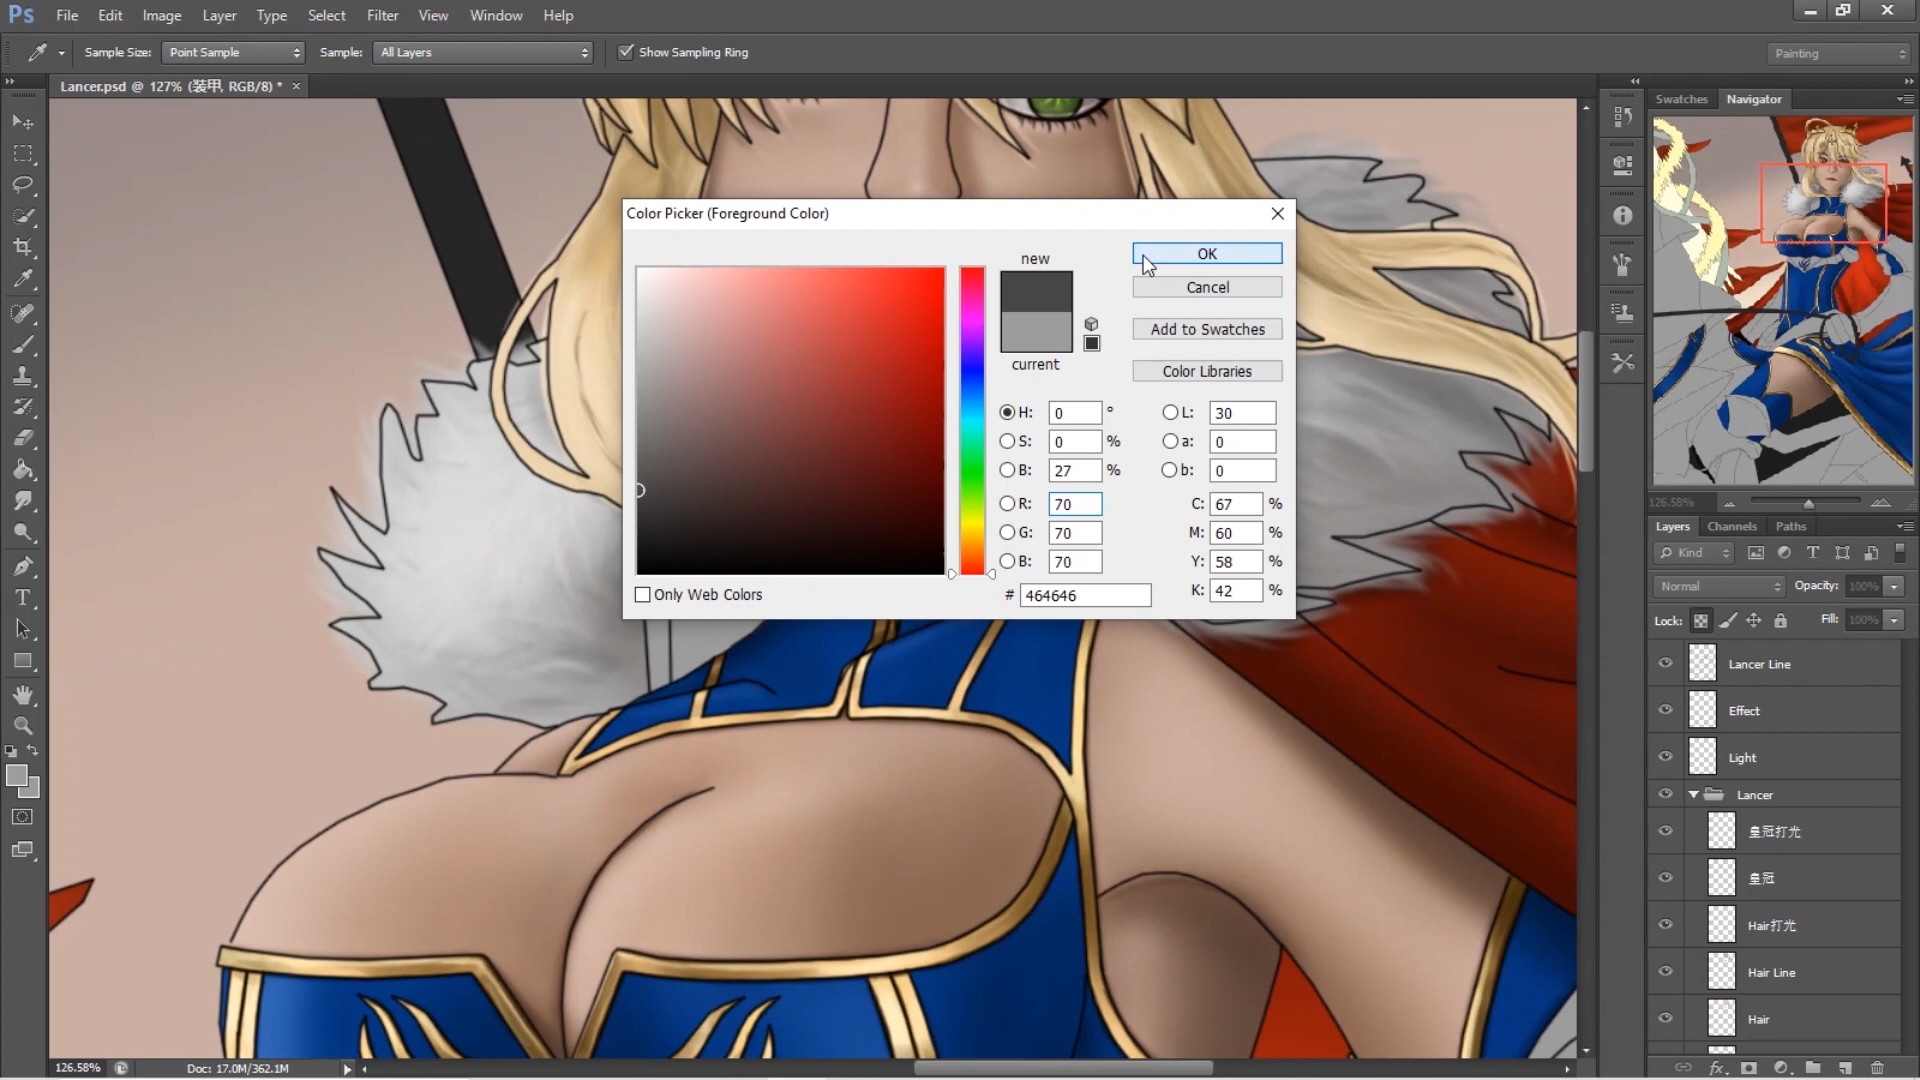 Ps File Edit Image Layer Type Select Filter View Window Help
Sample Size: Point Sample Sample: All Layers Show Sampling Ring Painting
Lancer.psd @ 127% (装甲, RGB/8) * ×
Swatches Navigator
Color Picker (Foreground Color)
new
current
OK
Cancel
Add to Swatches
Color Libraries
H: 0 °
S: 0 %
B: 27 %
R: 70
G: 70
B: 70
L: 30
a: 0
b: 0
C: 67 %
M: 60 %
Y: 58 %
K: 42 %
Only Web Colors
# 464646
126.58%
Layers Channels Paths
Kind
Normal Opacity: 100%
Lock: Fill: 100%
Lancer Line
Effect
Light
Lancer
皇冠打光
皇冠
Hair打光
Hair Line
Hair
126.58% Doc: 17.0M/362.1M